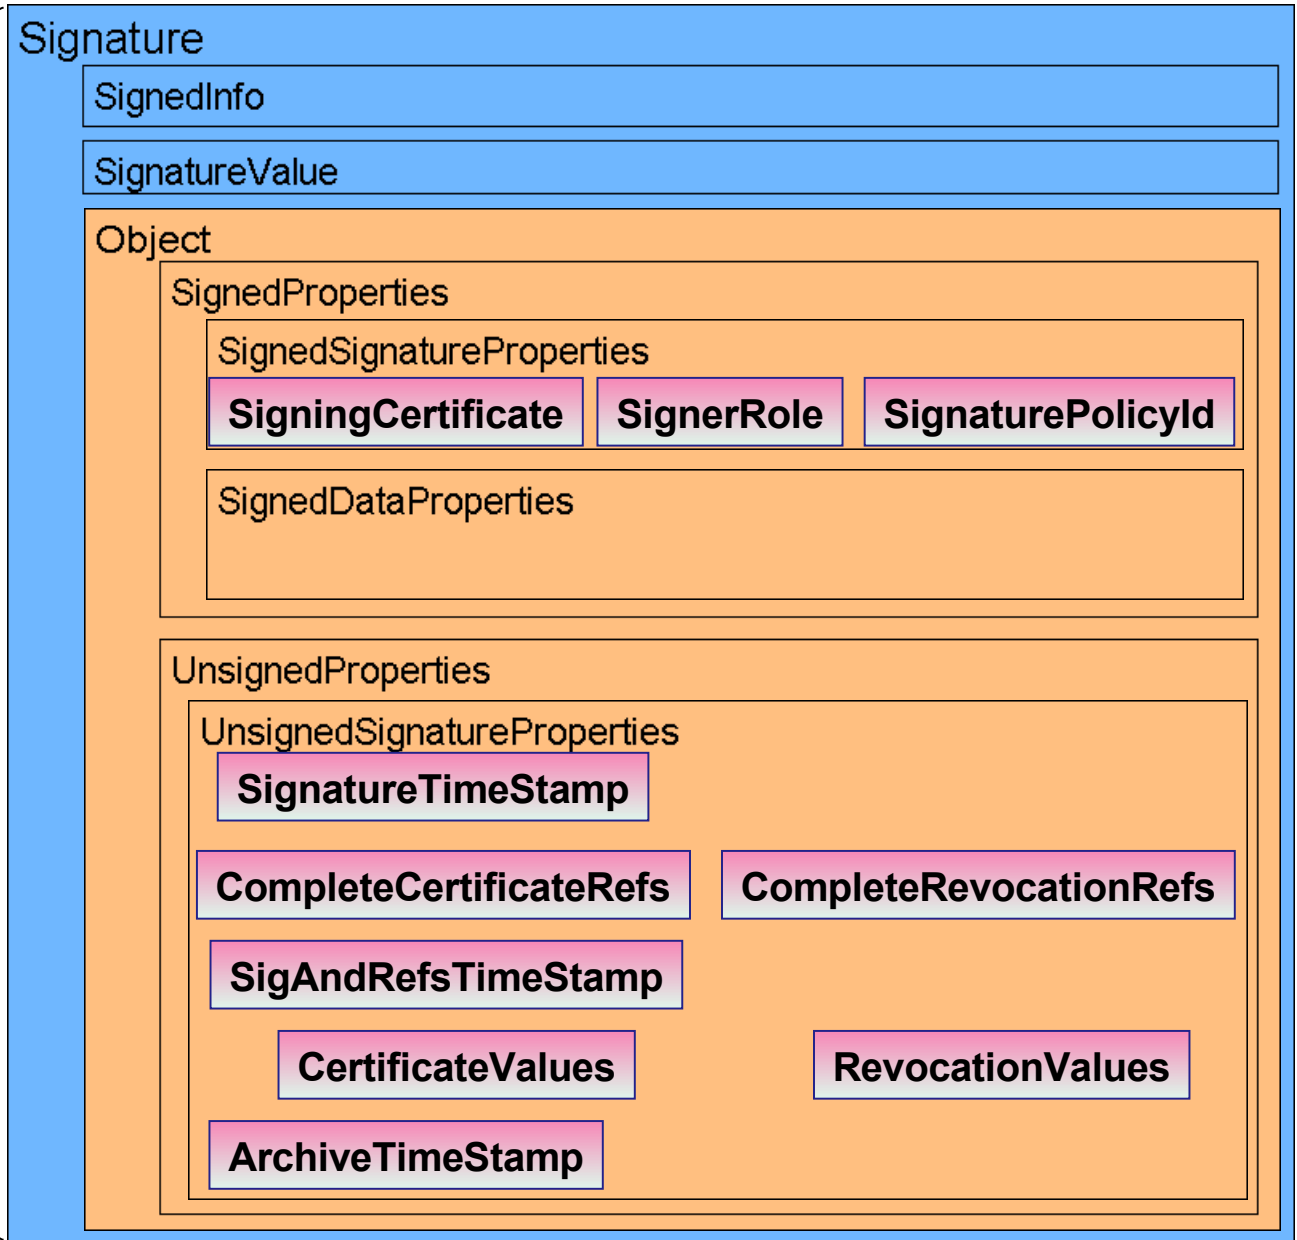 Signature
SignedInfo
SignatureValue
Object
SignedProperties
SignedSignatureProperties
SigningCertificate SignerRole SignaturePolicyId
SignedDataProperties
UnsignedProperties
UnsignedSignatureProperties
SignatureTimeStamp
CompleteCertificateRefs CompleteRevocationRefs
SigAndRefsTimeStamp
CertificateValues RevocationValues
ArchiveTimeStamp